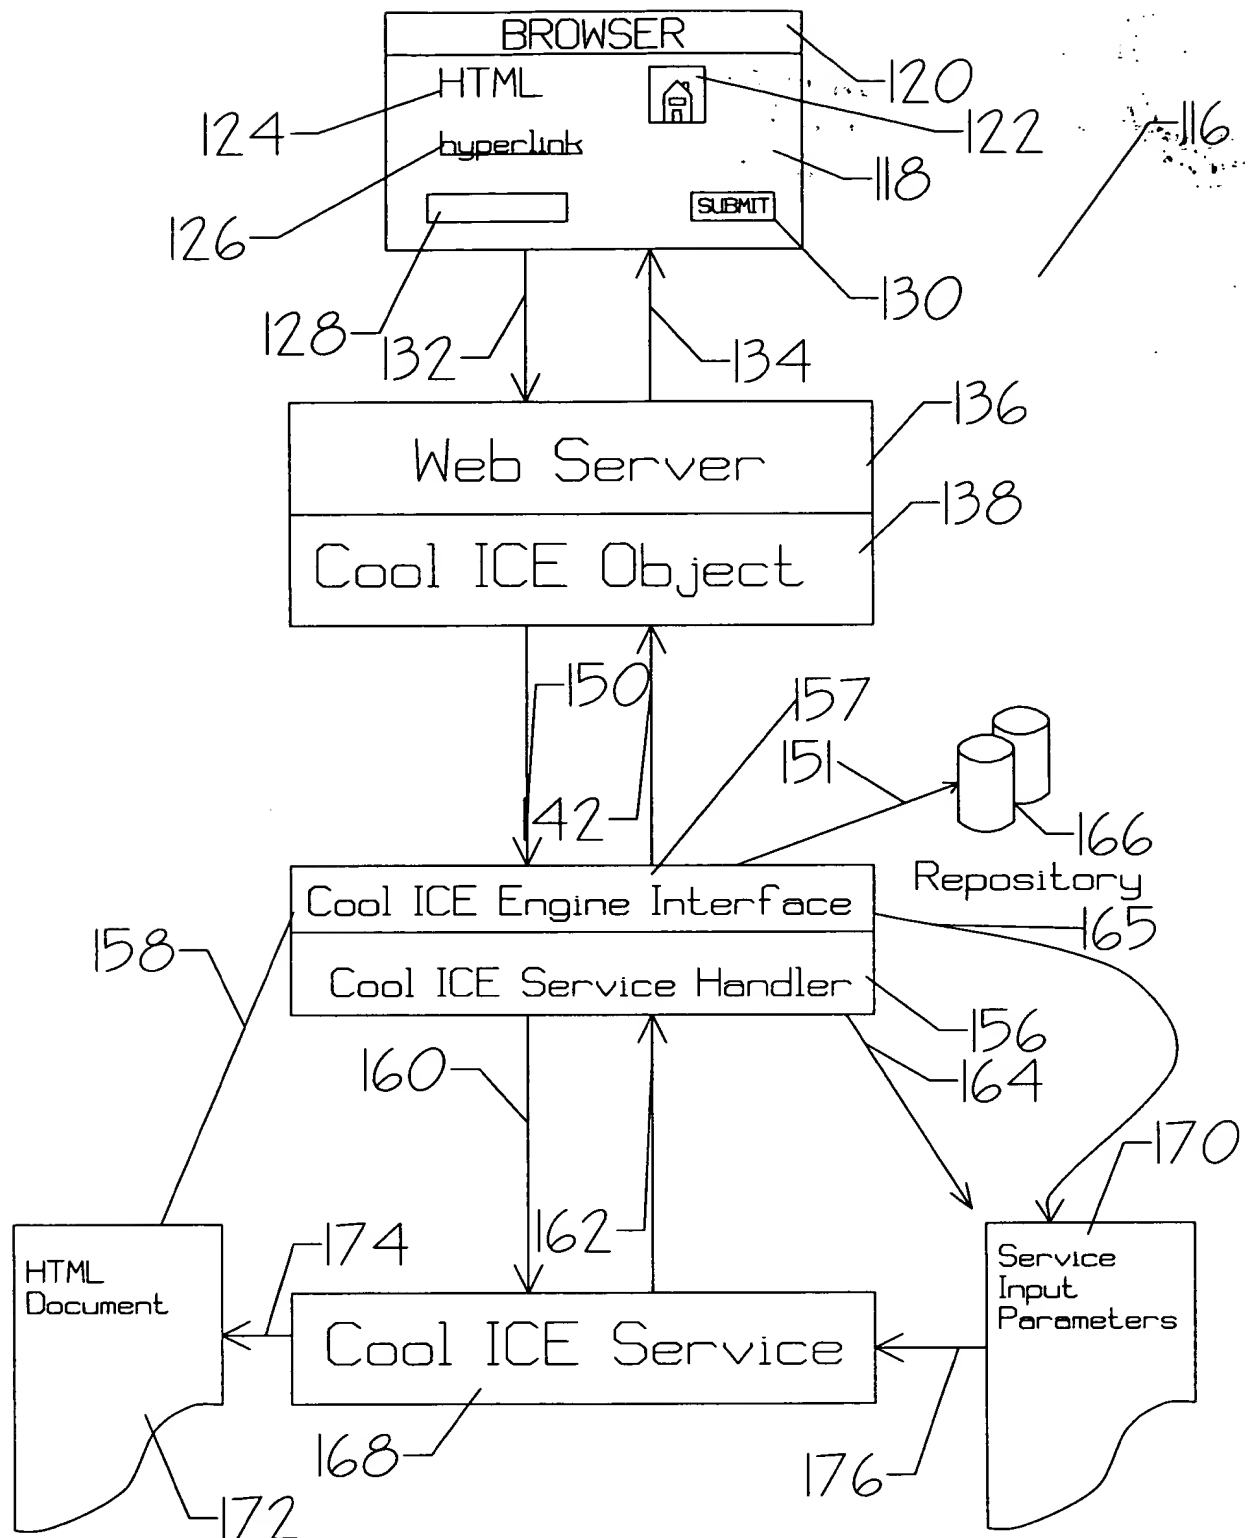 BROWSER
120
HTML
124
122
116
hyperlink
118
126
SUBMIT
128
130
132
134
136
Web Server
138
Cool ICE Object
150
157
151
142
166
Repository
Cool ICE Engine Interface
165
158
Cool ICE Service Handler
156
160
164
170
162
174
HTML
Document
Service
Input
Parameters
Cool ICE Service
168
176
172